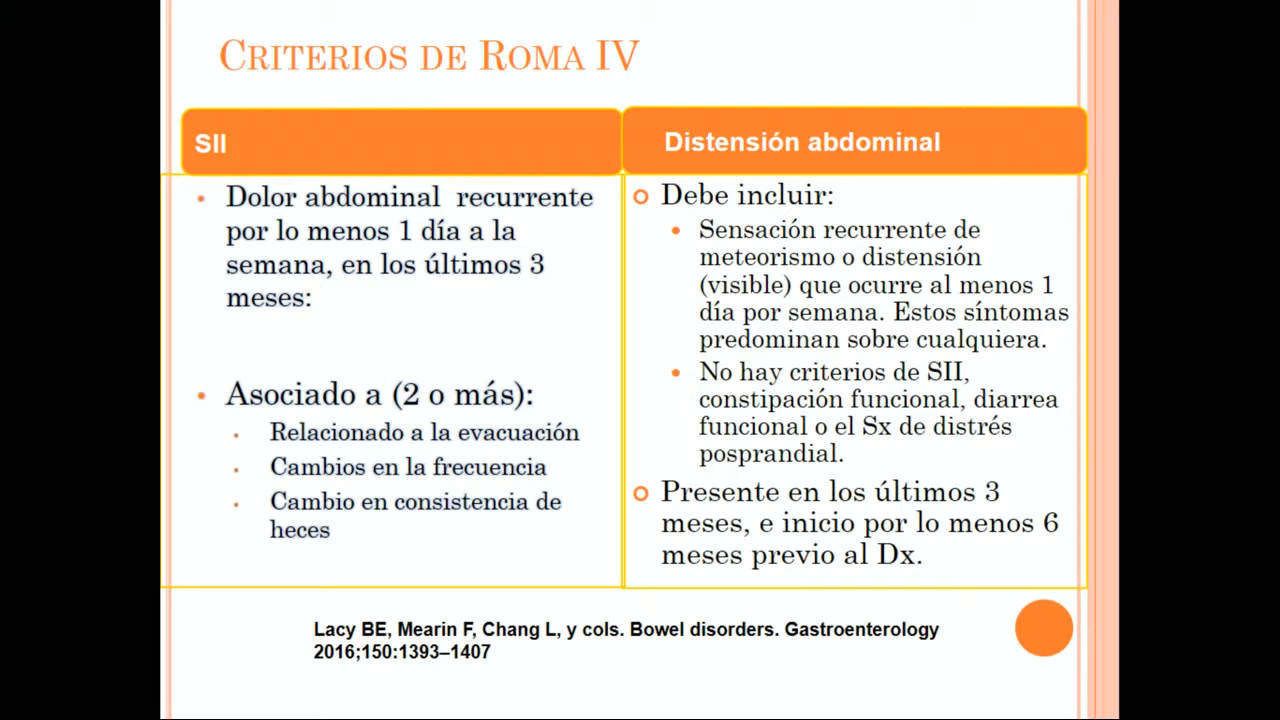 CRITERIOS DE ROMA IV
SII
Dolor abdominal recurrente
por lo menos 1 día a la
semana, en los últimos 3
meses:
Asociado a (2 o más):
Relacionado a la evacuación
Cambios en la frecuencia
Cambio en consistencia de
heces
Distensión abdominal
Debe incluir:
Sensación recurrente de
meteorismo o distensión
(visible) que ocurre al menos 1
día por semana. Estos síntomas
predominan sobre cualquiera.
No hay criterios de SII,
constipación funcional, diarrea
funcional o el Sx de distrés
posprandial.
Presente en los últimos 3
meses, e inicio por lo menos 6
meses previo al Dx.
Lacy BE, Mearin F, Chang L, y cols. Bowel disorders. Gastroenterology
2016;150:1393–1407